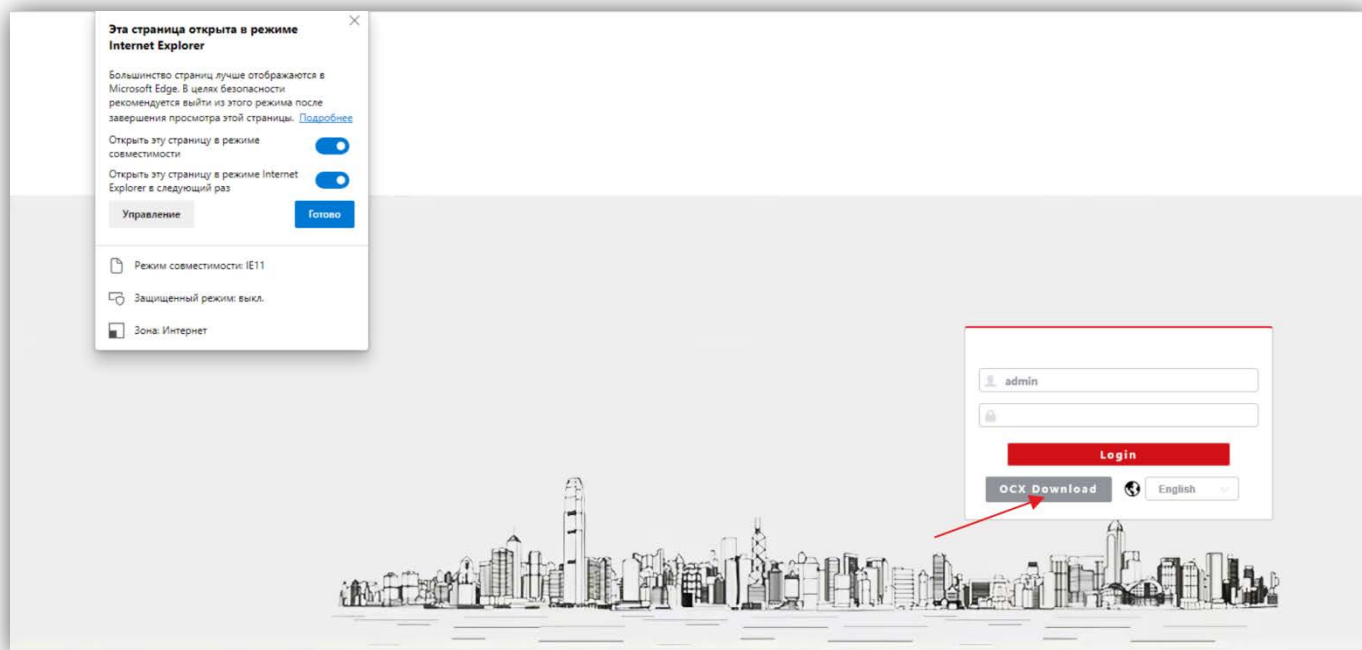 Эта страница открыта в режиме
Internet Explorer
Большинство страниц лучше отображаются в
Microsoft Edge. В целях безопасности
рекомендуется выйти из этого режима после
завершения просмотра этой страницы. Подробнее
Открыть эту страницу в режиме
совместимости
Открыть эту страницу в режиме Internet
Explorer в следующий раз
Управление
Готово
Режим совместимости: IE11
Защищенный режим: выкл.
Зона: Интернет
admin
Login
OCX Download
English